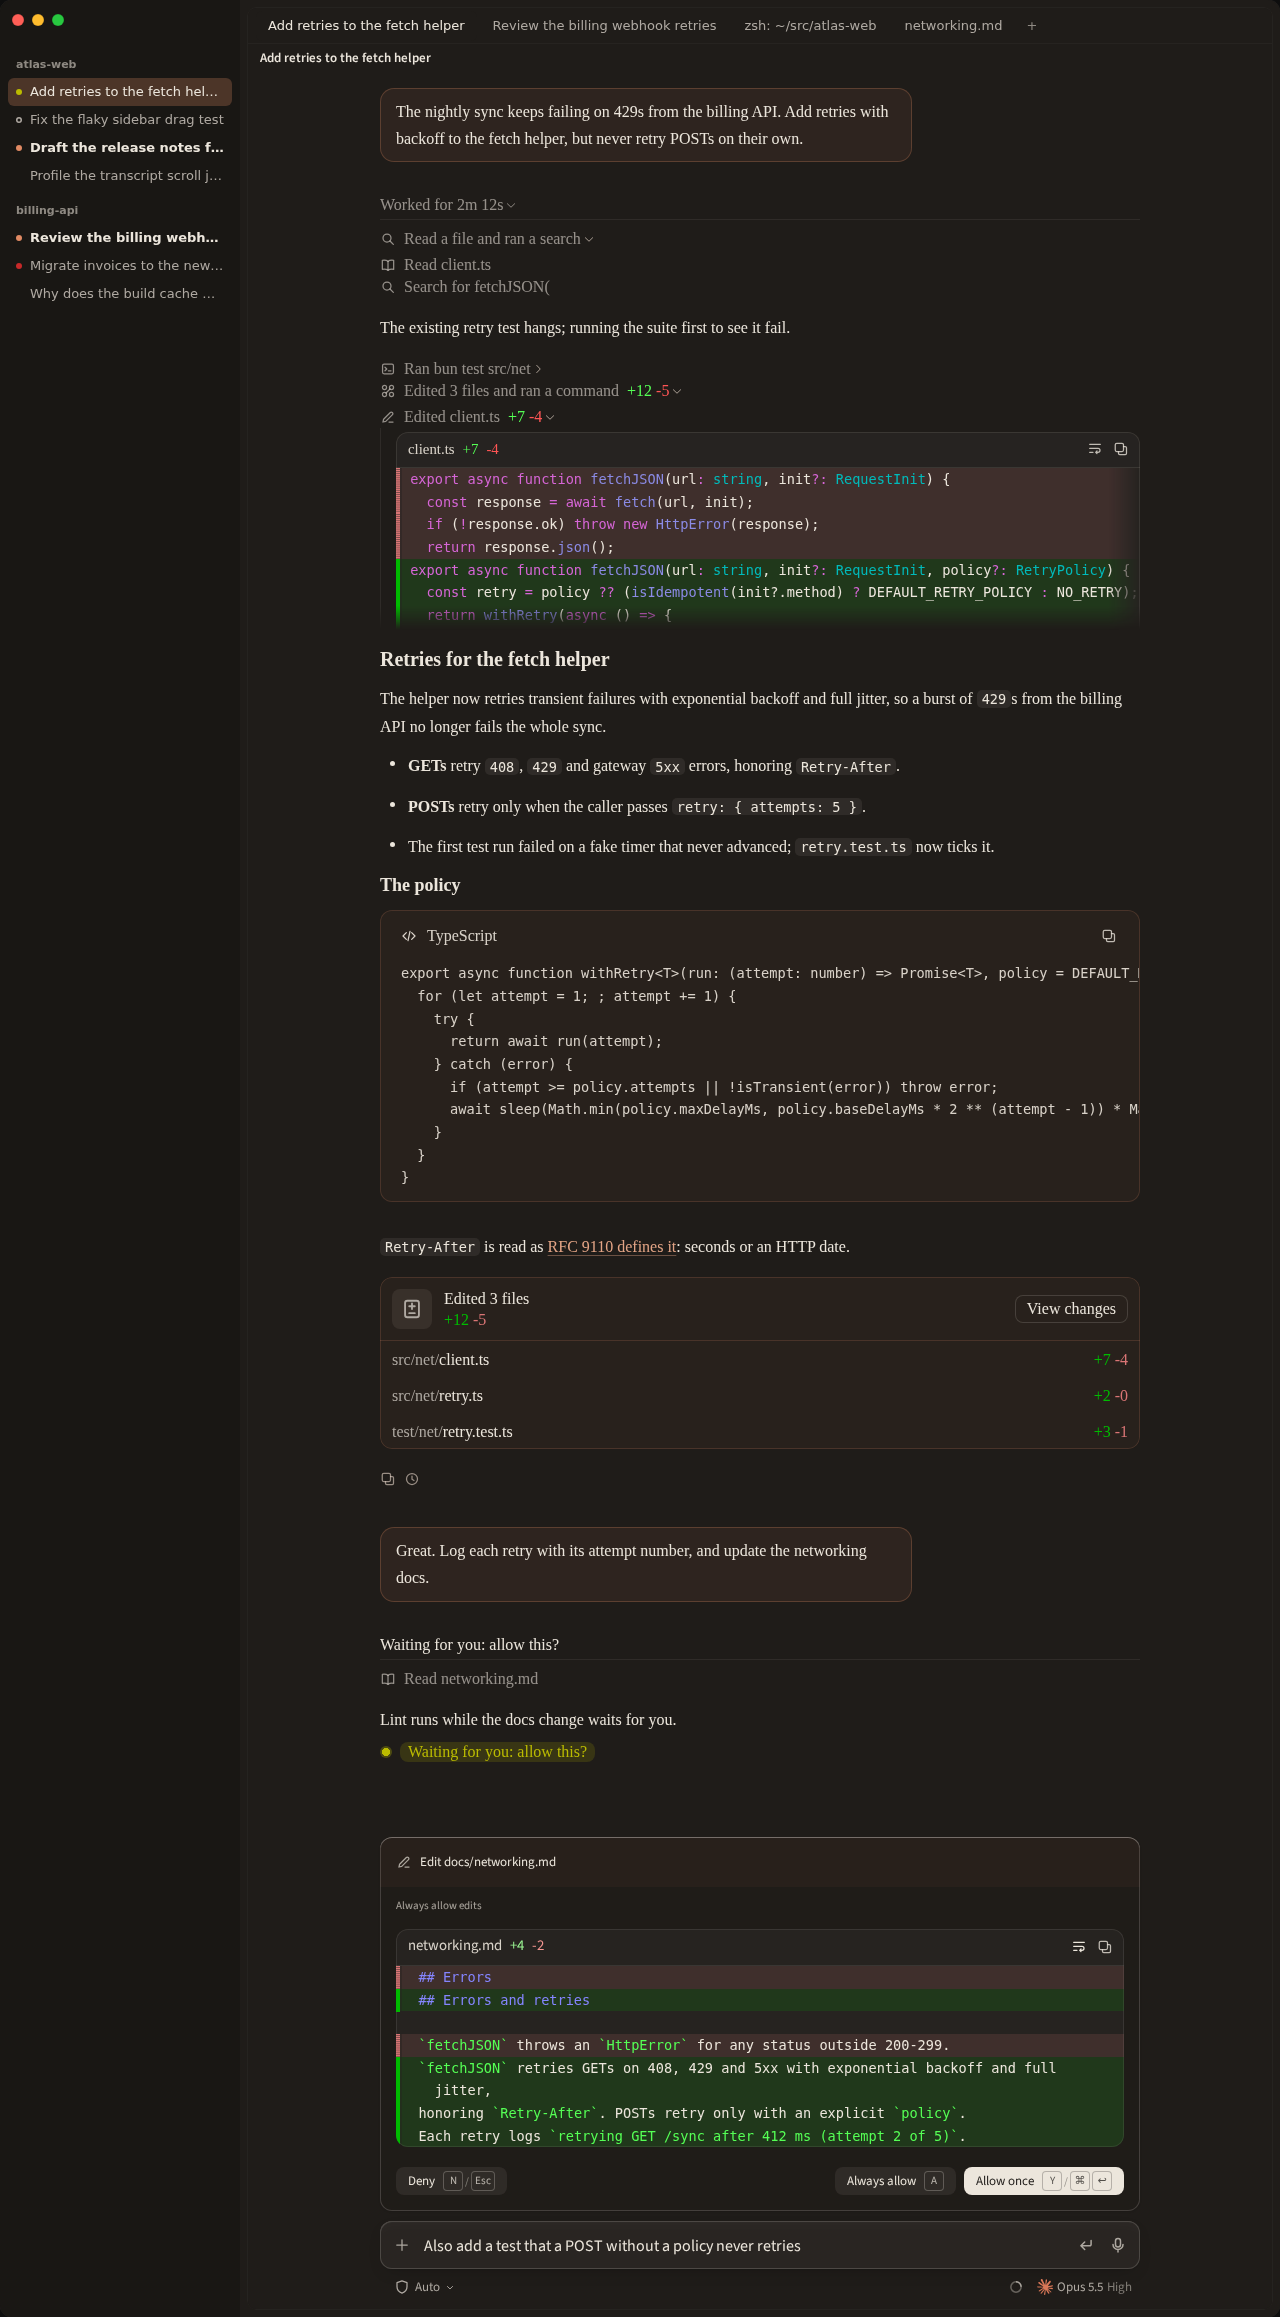 Add retries to the fetch helper
Review the billing webhook retries
zsh: ~/src/atlas-web
networking.md
+
atlas-web
Add retries to the fetch hel…
Fix the flaky sidebar drag test
Draft the release notes f…
Profile the transcript scroll j…
billing-api
Review the billing webh…
Migrate invoices to the new…
Why does the build cache …
Add retries to the fetch helper
The nightly sync keeps failing on 429s from the billing API. Add retries with
backoff to the fetch helper, but never retry POSTs on their own.
Worked for 2m 12s
Read a file and ran a search
Read client.ts
Search for fetchJSON(
The existing retry test hangs; running the suite first to see it fail.
Ran bun test src/net
Edited 3 files and ran a command +12 -5
Edited client.ts +7 -4
client.ts +7 -4
export async function fetchJSON(url: string, init?: RequestInit) {
const response = await fetch(url, init);
if (!response.ok) throw new HttpError(response);
return response.json();
export async function fetchJSON(url: string, init?: RequestInit, policy?: RetryPolicy) {
const retry = policy ?? (isIdempotent(init?.method) ? DEFAULT_RETRY_POLICY : NO_RETRY);
return withRetry(async () => {
Retries for the fetch helper
The helper now retries transient failures with exponential backoff and full jitter, so a burst of 429s from the billing
API no longer fails the whole sync.
• GETs retry 408, 429 and gateway 5xx errors, honoring Retry-After.
• POSTs retry only when the caller passes retry: { attempts: 5 }.
• The first test run failed on a fake timer that never advanced; retry.test.ts now ticks it.
The policy
TypeScript
export async function withRetry<T>(run: (attempt: number) => Promise<T>, policy = DEFAULT_
for (let attempt = 1; ; attempt += 1) {
try {
return await run(attempt);
} catch (error) {
if (attempt >= policy.attempts || !isTransient(error)) throw error;
await sleep(Math.min(policy.maxDelayMs, policy.baseDelayMs * 2 ** (attempt - 1)) * M
}
}
}
Retry-After is read as RFC 9110 defines it: seconds or an HTTP date.
Edited 3 files
+12 -5
View changes
src/net/client.ts +7 -4
src/net/retry.ts +2 -0
test/net/retry.test.ts +3 -1
Great. Log each retry with its attempt number, and update the networking
docs.
Waiting for you: allow this?
Read networking.md
Lint runs while the docs change waits for you.
Waiting for you: allow this?
Edit docs/networking.md
Always allow edits
networking.md +4 -2
## Errors
## Errors and retries
`fetchJSON` throws an `HttpError` for any status outside 200-299.
`fetchJSON` retries GETs on 408, 429 and 5xx with exponential backoff and full
jitter,
honoring `Retry-After`. POSTs retry only with an explicit `policy`.
Each retry logs `retrying GET /sync after 412 ms (attempt 2 of 5)`.
Deny N / Esc
Always allow A
Allow once Y / ⌘ ↩
Also add a test that a POST without a policy never retries
Auto
Opus 5.5 High